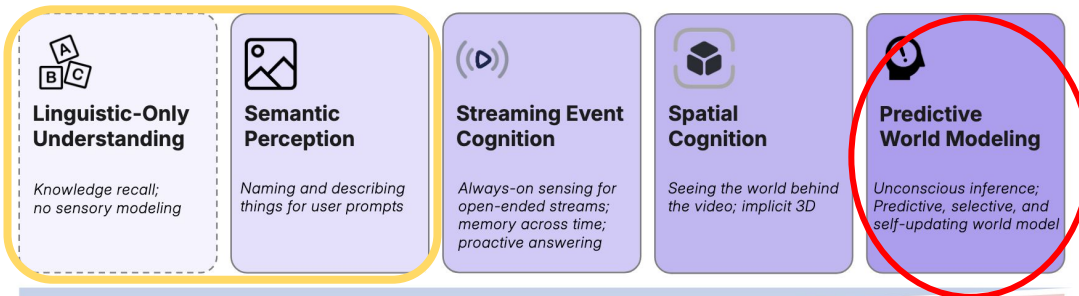 A
B C
Linguistic-Only
Understanding
Knowledge recall;
no sensory modeling
Semantic
Perception
Naming and describing
things for user prompts
Streaming Event
Cognition
Always-on sensing for
open-ended streams;
memory across time;
proactive answering
Spatial
Cognition
Seeing the world behind
the video; implicit 3D
!
Predictive
World Modeling
Unconscious inference;
Predictive, selective, and
self-updating world model